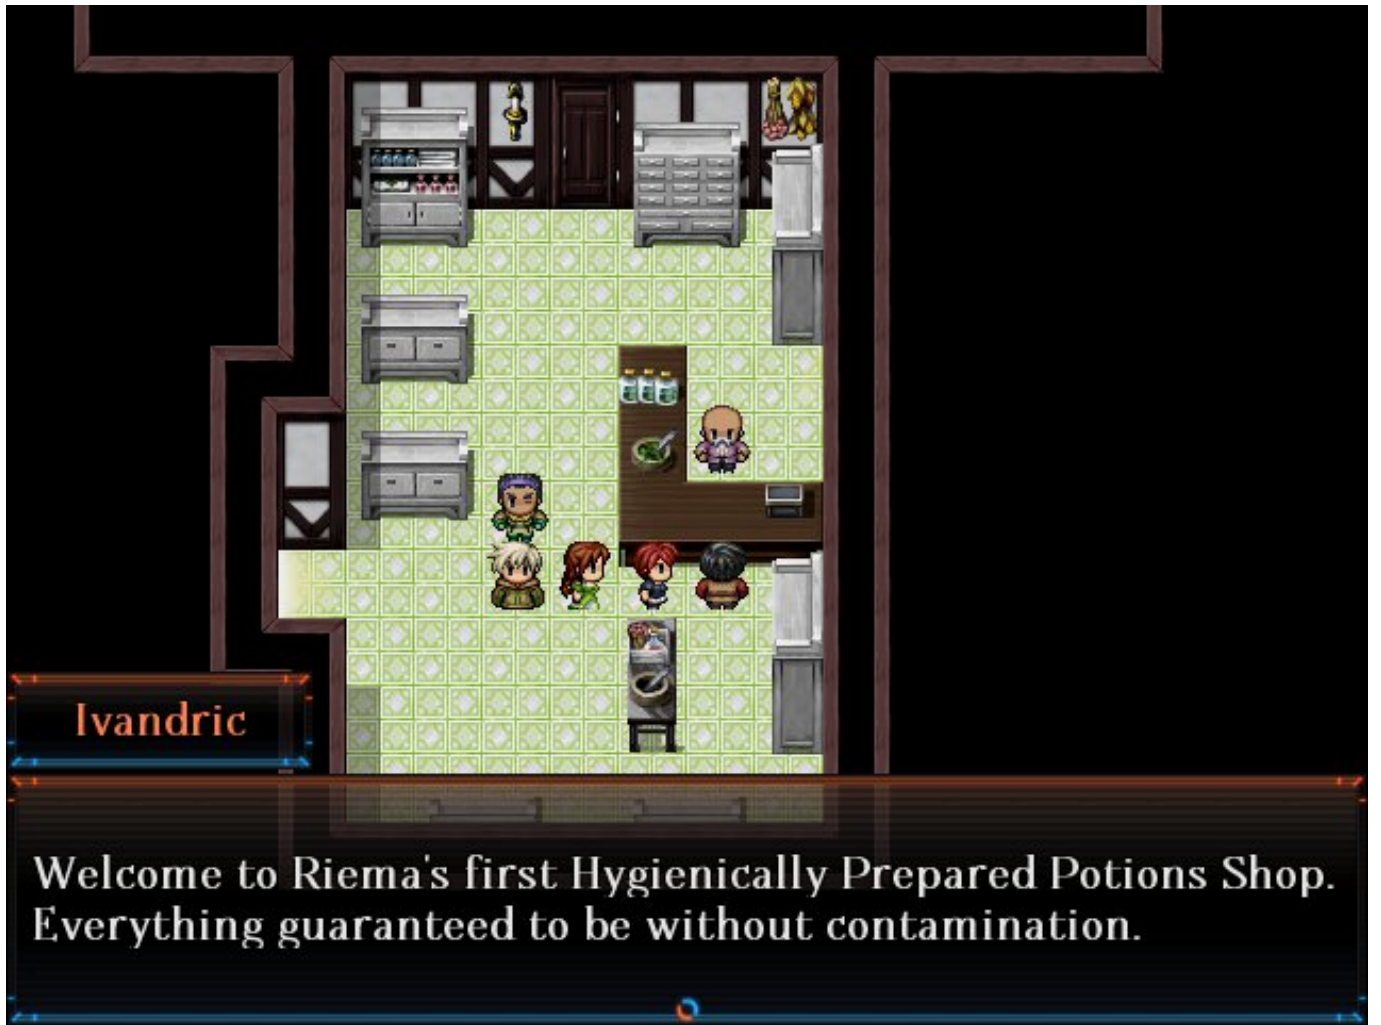 Ivandric
Welcome to Riema's first Hygienically Prepared Potions Shop.
Everything guaranteed to be without contamination.